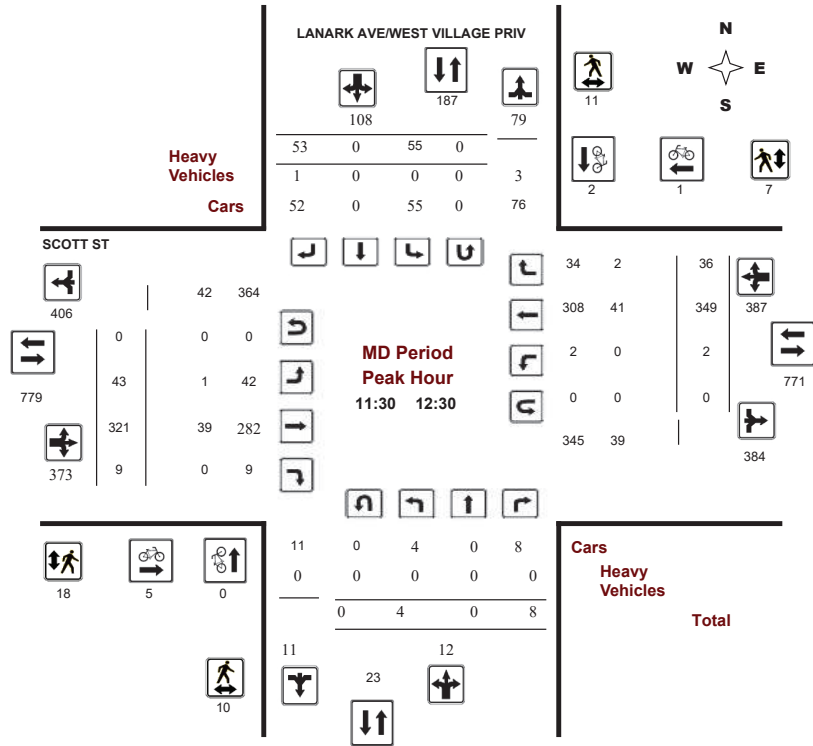 LANARK AVE/WEST VILLAGE PRIV
N
W E
S
187
11
108 79
53 0 55 0
Heavy
Vehicles
1 0 0 0 3
2 1 7
Cars
52 0 55 0 76
SCOTT ST
34 2 36
42 364
406
308 41 349 387
0 0 0
MD Period
Peak Hour
2 0 2
779
43 1 42
771
11:30 12:30
0 0 0
321 39 282
345 39
384
373
9 0 9
11 0 4 0 8
Cars
0 0 0 0 0
Heavy
Vehicles
18 5 0
0 4 0 8
Total
11 12
23
10